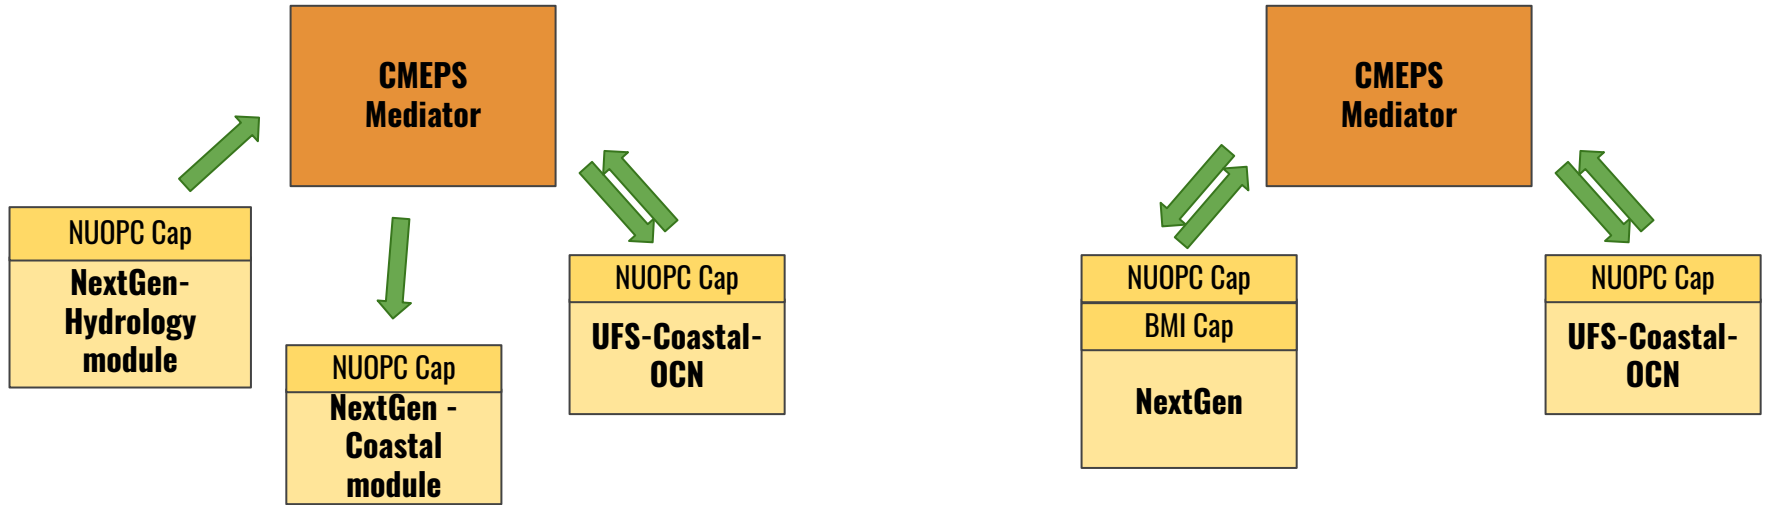 CMEPS
Mediator
NUOPC Cap
NextGen-
Hydrology
module
NUOPC Cap
NextGen -
Coastal
module
NUOPC Cap
UFS-Coastal-
OCN
CMEPS
Mediator
NUOPC Cap
BMI Cap
NextGen
NUOPC Cap
UFS-Coastal-
OCN